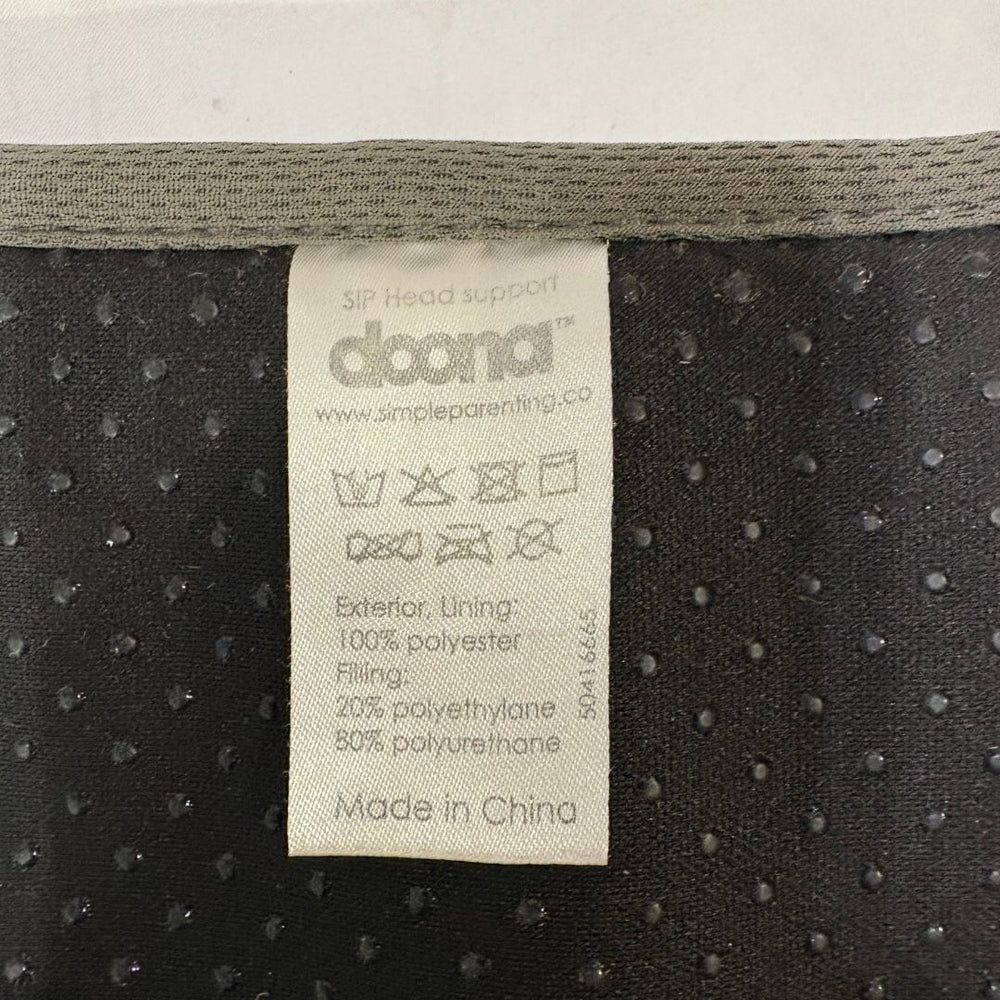 SIP Head support
doona™
www.simpleparenting.co
Exterior, Lining:
100% polyester
Filling:
20% polyethylane
80% polyurethane
Made in China
50416665